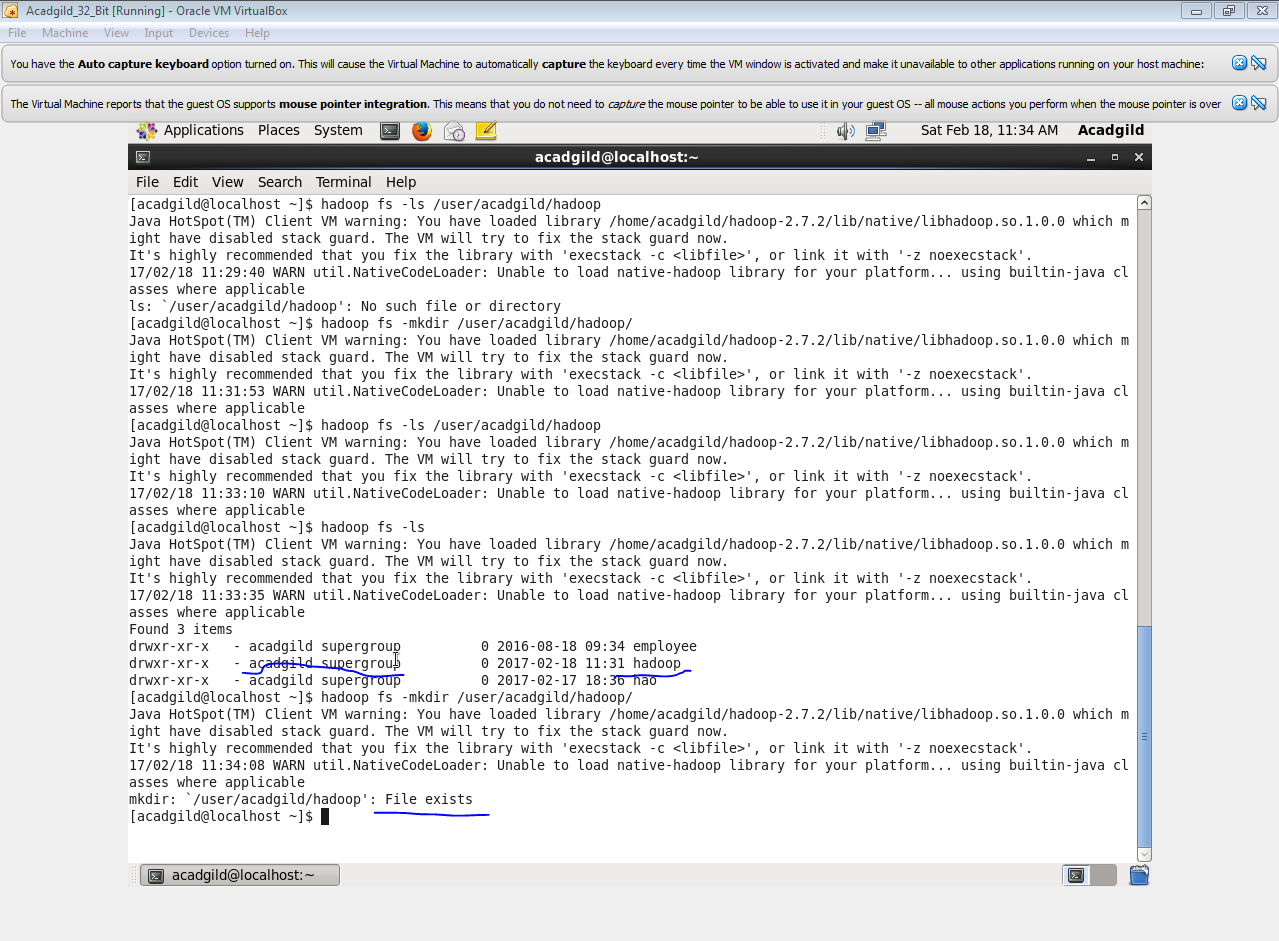 Acadgild_32_Bit [Running] - Oracle VM VirtualBox
File Machine View Input Devices Help
You have the Auto capture keyboard option turned on. This will cause the Virtual Machine to automatically capture the keyboard every time the VM window is activated and make it unavailable to other applications running on your host machine:
The Virtual Machine reports that the guest OS supports mouse pointer integration. This means that you do not need to capture the mouse pointer to be able to use it in your guest OS -- all mouse actions you perform when the mouse pointer is over
Applications Places System Sat Feb 18, 11:34 AM Acadgild
acadgild@localhost:~
File Edit View Search Terminal Help
[acadgild@localhost ~]$ hadoop fs -ls /user/acadgild/hadoop
Java HotSpot(TM) Client VM warning: You have loaded library /home/acadgild/hadoop-2.7.2/lib/native/libhadoop.so.1.0.0 which m
ight have disabled stack guard. The VM will try to fix the stack guard now.
It's highly recommended that you fix the library with 'execstack -c <libfile>', or link it with '-z noexecstack'.
17/02/18 11:29:40 WARN util.NativeCodeLoader: Unable to load native-hadoop library for your platform... using builtin-java cl
asses where applicable
ls: `/user/acadgild/hadoop': No such file or directory
[acadgild@localhost ~]$ hadoop fs -mkdir /user/acadgild/hadoop/
Java HotSpot(TM) Client VM warning: You have loaded library /home/acadgild/hadoop-2.7.2/lib/native/libhadoop.so.1.0.0 which m
ight have disabled stack guard. The VM will try to fix the stack guard now.
It's highly recommended that you fix the library with 'execstack -c <libfile>', or link it with '-z noexecstack'.
17/02/18 11:31:53 WARN util.NativeCodeLoader: Unable to load native-hadoop library for your platform... using builtin-java cl
asses where applicable
[acadgild@localhost ~]$ hadoop fs -ls /user/acadgild/hadoop
Java HotSpot(TM) Client VM warning: You have loaded library /home/acadgild/hadoop-2.7.2/lib/native/libhadoop.so.1.0.0 which m
ight have disabled stack guard. The VM will try to fix the stack guard now.
It's highly recommended that you fix the library with 'execstack -c <libfile>', or link it with '-z noexecstack'.
17/02/18 11:33:10 WARN util.NativeCodeLoader: Unable to load native-hadoop library for your platform... using builtin-java cl
asses where applicable
[acadgild@localhost ~]$ hadoop fs -ls
Java HotSpot(TM) Client VM warning: You have loaded library /home/acadgild/hadoop-2.7.2/lib/native/libhadoop.so.1.0.0 which m
ight have disabled stack guard. The VM will try to fix the stack guard now.
It's highly recommended that you fix the library with 'execstack -c <libfile>', or link it with '-z noexecstack'.
17/02/18 11:33:35 WARN util.NativeCodeLoader: Unable to load native-hadoop library for your platform... using builtin-java cl
asses where applicable
Found 3 items
drwxr-xr-x - acadgild supergroup 0 2016-08-18 09:34 employee
drwxr-xr-x - acadgild supergroup 0 2017-02-18 11:31 hadoop
drwxr-xr-x - acadgild supergroup 0 2017-02-17 18:36 hao
[acadgild@localhost ~]$ hadoop fs -mkdir /user/acadgild/hadoop/
Java HotSpot(TM) Client VM warning: You have loaded library /home/acadgild/hadoop-2.7.2/lib/native/libhadoop.so.1.0.0 which m
ight have disabled stack guard. The VM will try to fix the stack guard now.
It's highly recommended that you fix the library with 'execstack -c <libfile>', or link it with '-z noexecstack'.
17/02/18 11:34:08 WARN util.NativeCodeLoader: Unable to load native-hadoop library for your platform... using builtin-java cl
asses where applicable
mkdir: `/user/acadgild/hadoop': File exists
[acadgild@localhost ~]$
acadgild@localhost:~